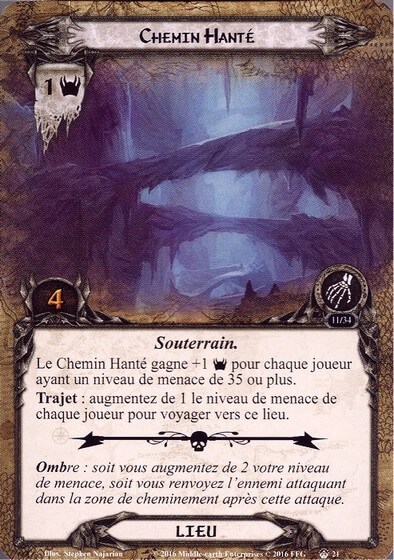 Chemin Hanté
1
4
11/34
Souterrain.
Le Chemin Hanté gagne +1 pour chaque joueur
ayant un niveau de menace de 35 ou plus.
Trajet : augmentez de 1 le niveau de menace de
chaque joueur pour voyager vers ce lieu.
Ombre : soit vous augmentez de 2 votre niveau
de menace, soit vous renvoyez l'ennemi attaquant
dans la zone de cheminement après cette attaque.
LIEU
Illus. Stephen Najarian © 2016 Middle-earth Enterprises © 2016 FFG 21